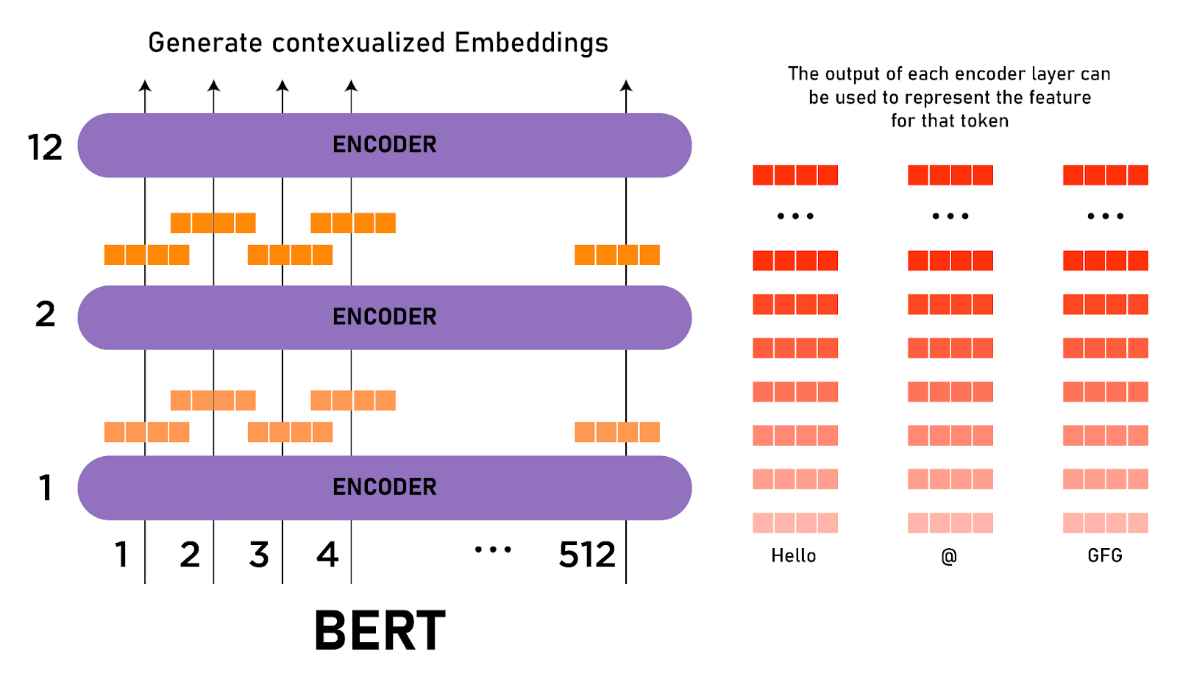 Generate contexualized Embeddings
12
ENCODER
2
ENCODER
1
ENCODER
1 2 3 4 ... 512
BERT
The output of each encoder layer can
be used to represent the feature
for that token
...
...
...
Hello
@
GFG